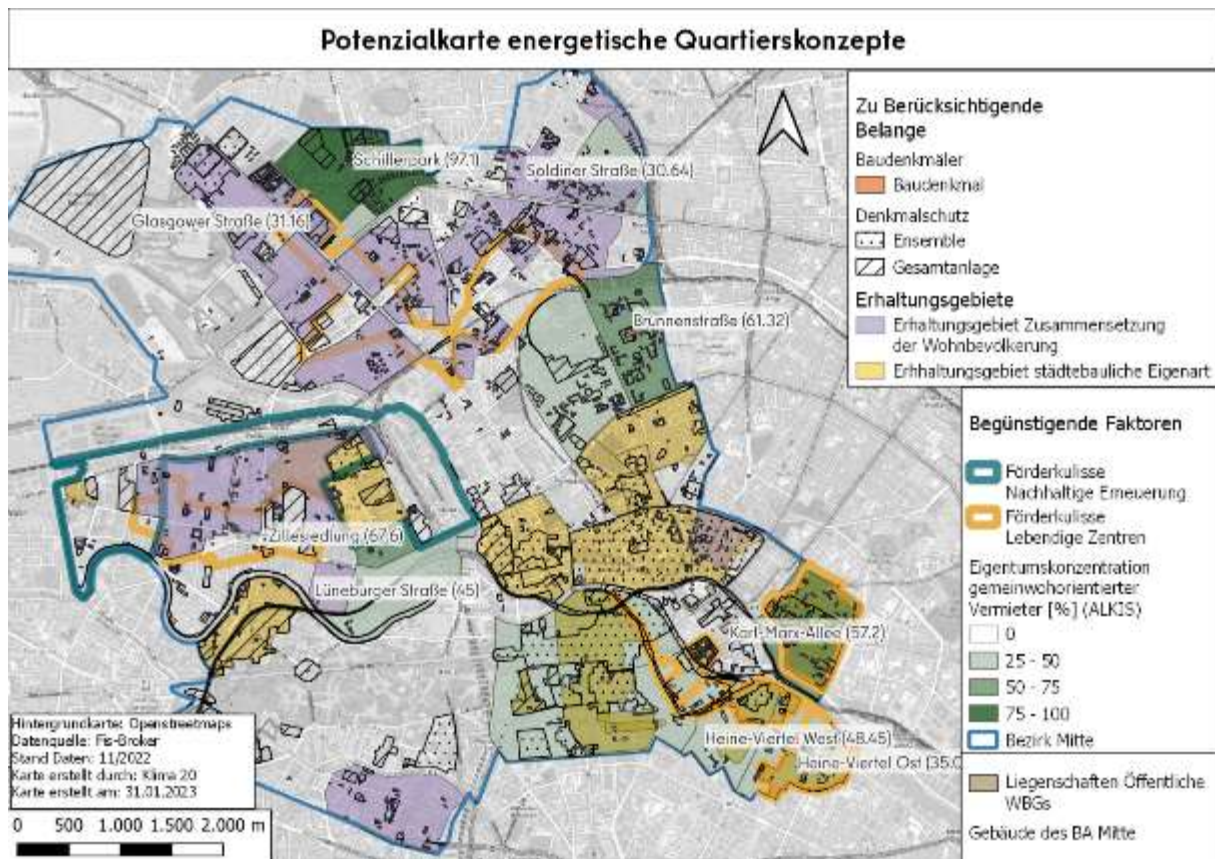 Potenzialkarte energetische Quartierskonzepte
Schillerpark (97.1)
Soldiner Straße (30.64)
Glasgower Straße (31.16)
Brunnenstraße (61.32)
Zillesiedlung (67.6)
Lüneburger Straße (45)
Karl-Marx-Allee (57.2)
Heine-Viertel West (48.45)
Heine-Viertel Ost (35.0
Zu Berücksichtigende
Belange
Baudenkmäler
Baudenkmal
Denkmalschutz
Ensemble
Gesamtanlage
Erhaltungsgebiete
Erhaltungsgebiet Zusammensetzung
der Wohnbevölkerung
Erhhaltungsgebiet städtebauliche Eigenart
Begünstigende Faktoren
Förderkulisse
Nachhaltige Erneuerung
Förderkulisse
Lebendige Zentren
Eigentumskonzentration
gemeinwohlorientierter
Vermieter [%] (ALKIS)
0
25 - 50
50 - 75
75 - 100
Bezirk Mitte
Liegenschaften Öffentliche
WBGs
Gebäude des BA Mitte
Hintergrundkarte: Openstreetmaps
Datenquelle: Fis-Broker
Stand Daten: 11/2022
Karte erstellt durch: Klima 20
Karte erstellt am: 31.01.2023
0 500 1.000 1.500 2.000 m